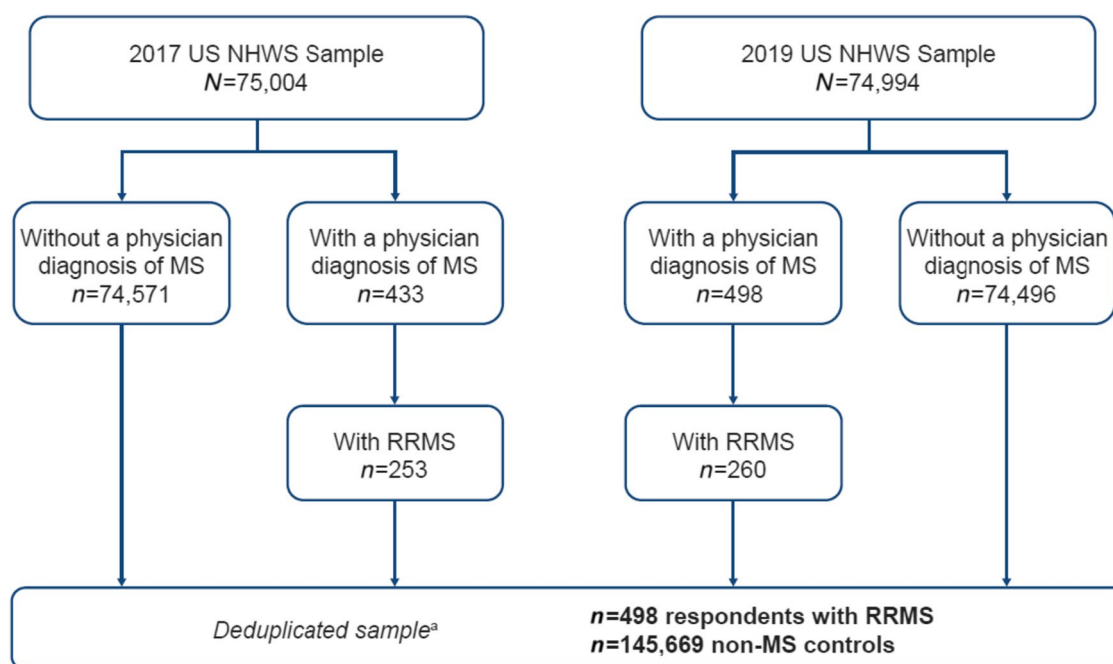 2017 US NHWS Sample
N=75,004
2019 US NHWS Sample
N=74,994
Without a physician
diagnosis of MS
n=74,571
With a physician
diagnosis of MS
n=433
With a physician
diagnosis of MS
n=498
Without a physician
diagnosis of MS
n=74,496
With RRMS
n=253
With RRMS
n=260
Deduplicated sampleᵃ
n=498 respondents with RRMS
n=145,669 non-MS controls